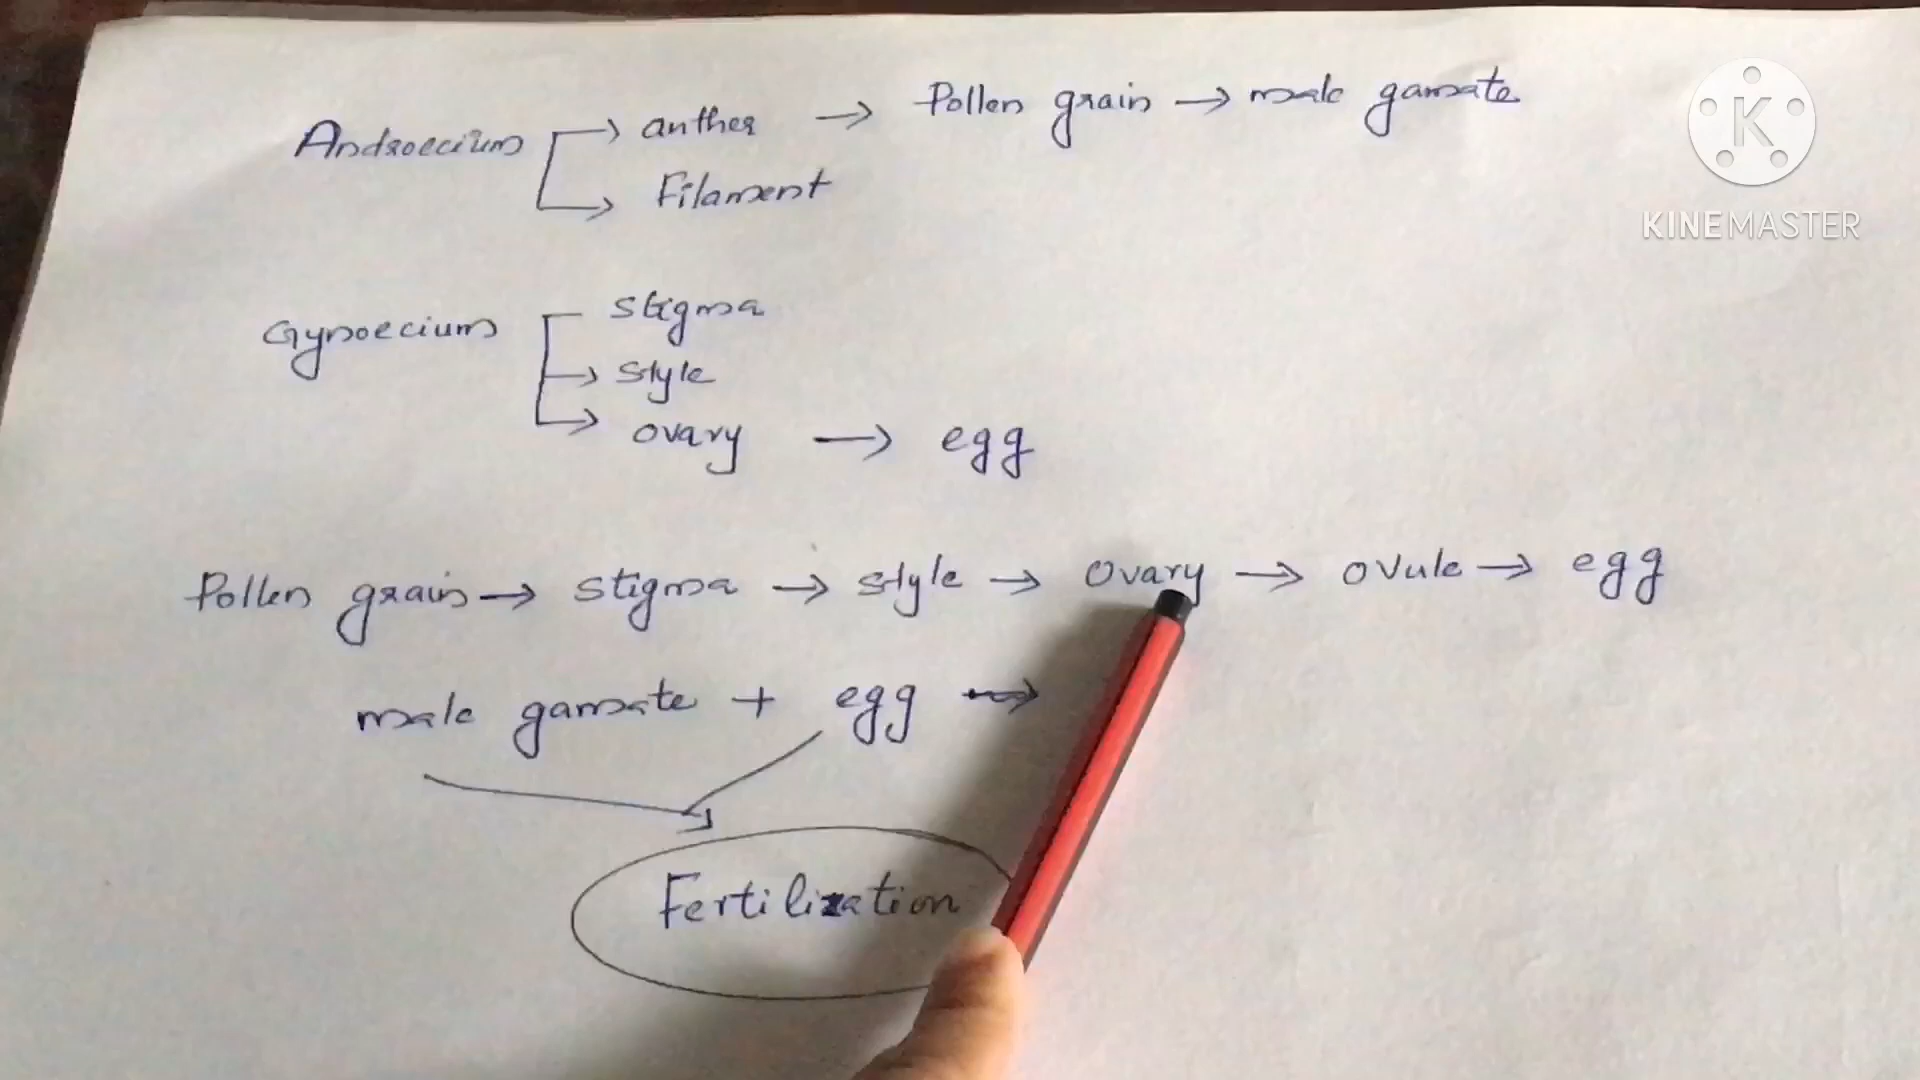 Androecium → anther → Pollen grain → male gamate
→ Filament
Gynoecium stigma
→ style
→ ovary → egg
Pollen grain → stigma → style → ovary → ovule → egg
male gamate + egg →
Fertilization
K
KINEMASTER